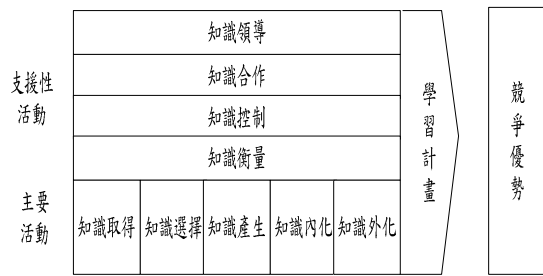 知識領導
知識合作
知識控制
知識衡量
支援性
活動
主要
活動
知識取得
知識選擇
知識產生
知識內化
知識外化
學習計畫
競爭優勢